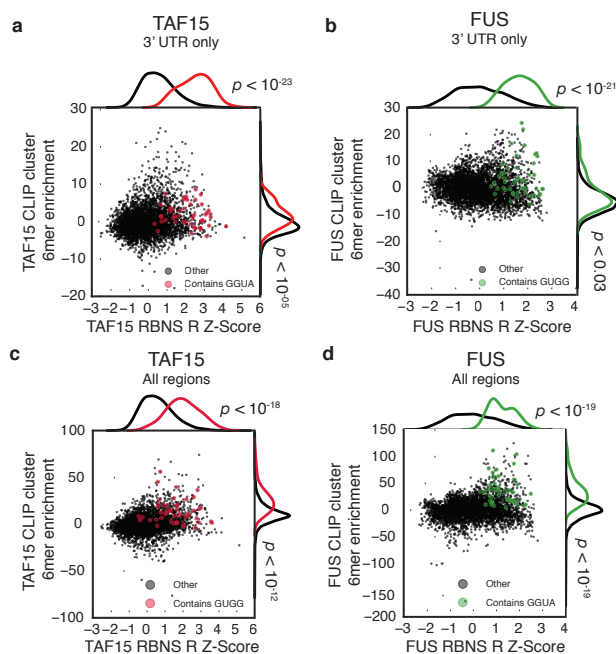 a
TAF15
3' UTR only
p < 10-23
30
20
10
0
−10
−20
TAF15 CLIP cluster
6mer enrichment
Other
Contains GGUA
p < 10-05
−3 −2 −1 0 1 2 3 4 5 6
TAF15 RBNS R Z-Score
b
FUS
3' UTR only
p < 10-21
30
20
10
0
−10
−20
−30
−40
FUS CLIP cluster
6mer enrichment
Other
Contains GUGG
p < 0.03
−3 −2 −1 0 1 2 3 4
FUS RBNS R Z-Score
c
TAF15
All regions
p < 10-18
100
50
0
−50
−100
TAF15 CLIP cluster
6mer enrichment
Other
Contains GUGG
p < 10-12
−3 −2 −1 0 1 2 3 4 5 6
TAF15 RBNS R Z-Score
d
FUS
All regions
p < 10-19
150
100
50
0
−50
−100
−150
−200
FUS CLIP cluster
6mer enrichment
Other
Contains GGUA
p < 10-19
−3 −2 −1 0 1 2 3 4
FUS RBNS R Z-Score